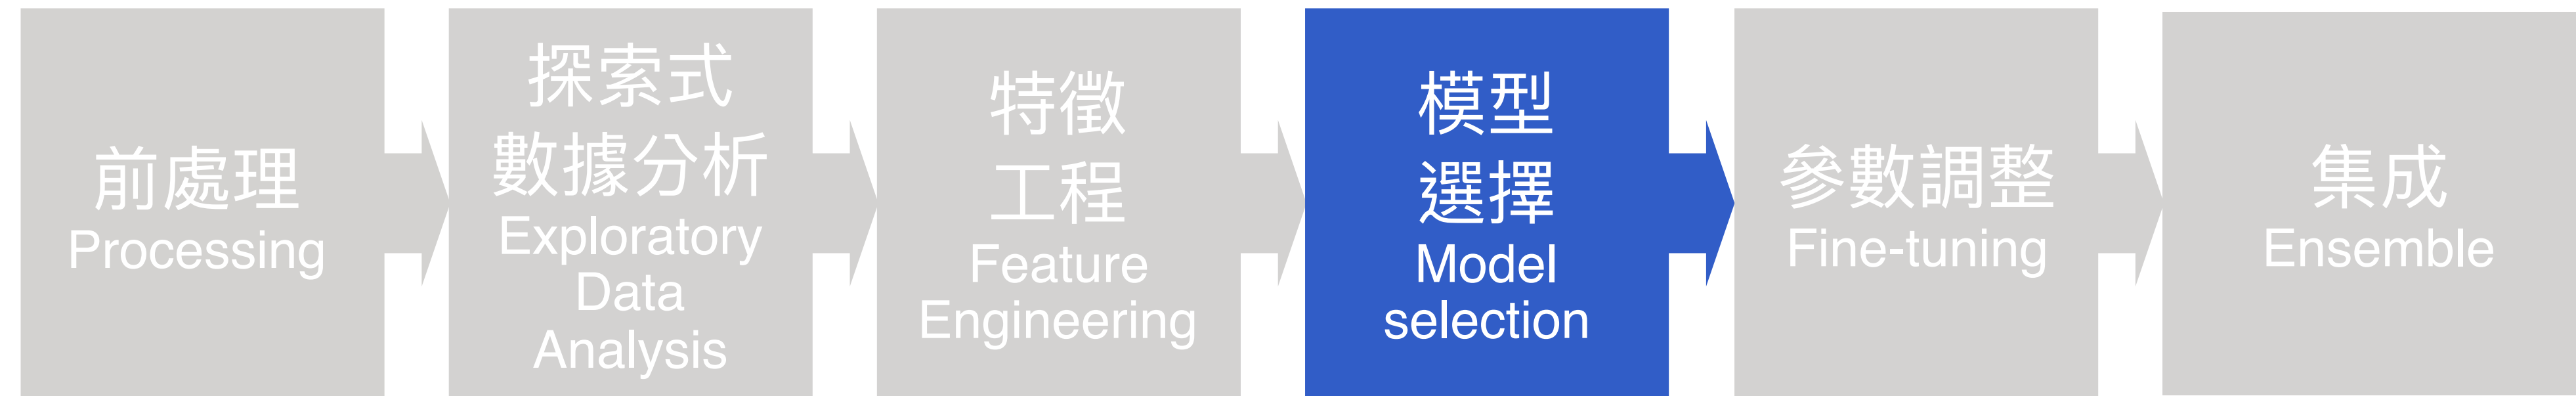 前處理
Processing
探索式
數據分析
Exploratory
Data
Analysis
特徵
工程
Feature
Engineering
模型
選擇
Model
selection
參數調整
Fine-tuning
集成
Ensemble